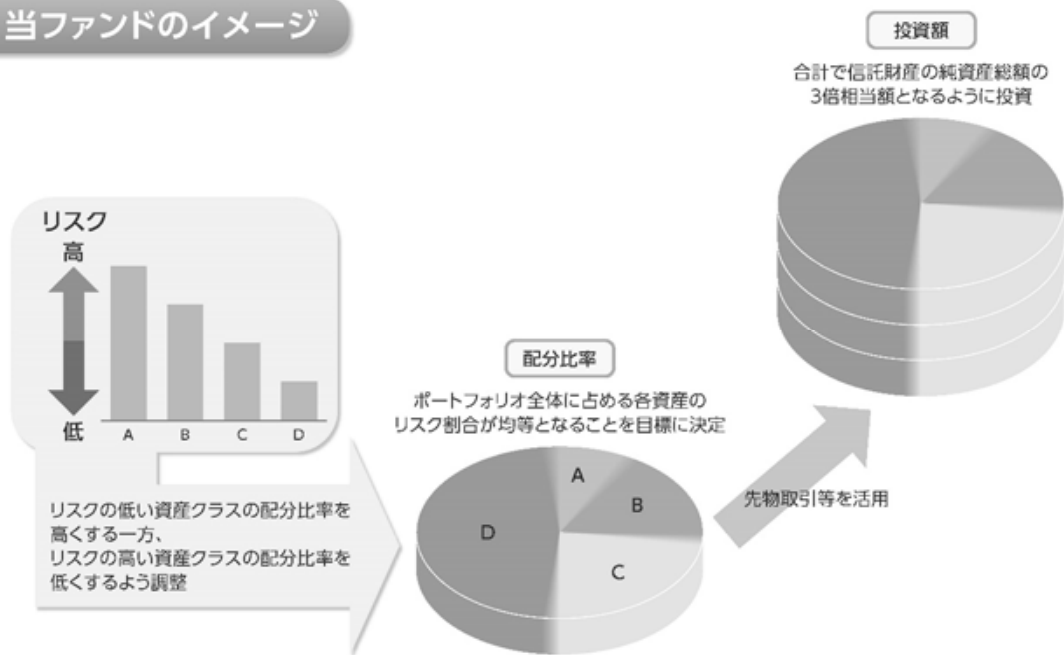 当ファンドのイメージ
投資額
合計で信託財産の純資産総額の
3倍相当額となるように投資
リスク
高
低
A B C D
リスクの低い資産クラスの配分比率を
高くする一方、
リスクの高い資産クラスの配分比率を
低くするよう調整
配分比率
ポートフォリオ全体に占める各資産の
リスク割合が均等となることを目標に決定
A
B
C
D
先物取引等を活用